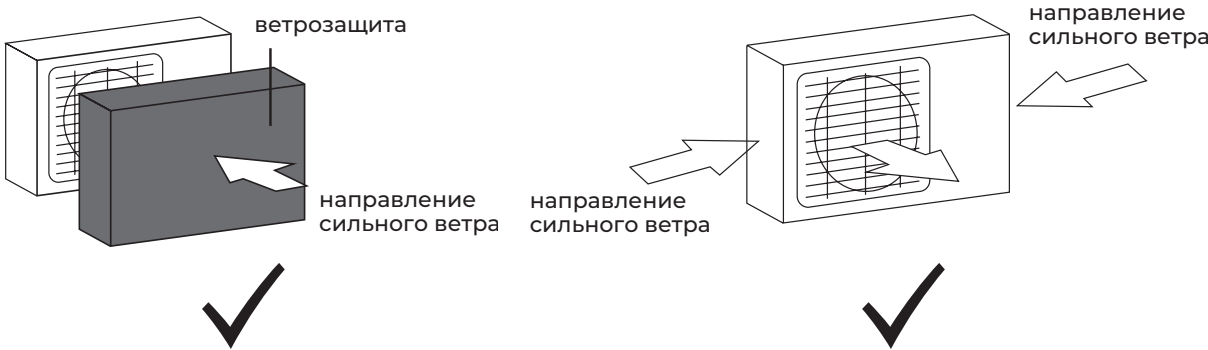 ветрозащита
направление
сильного ветра
направление
сильного ветра
направление
сильного ветра